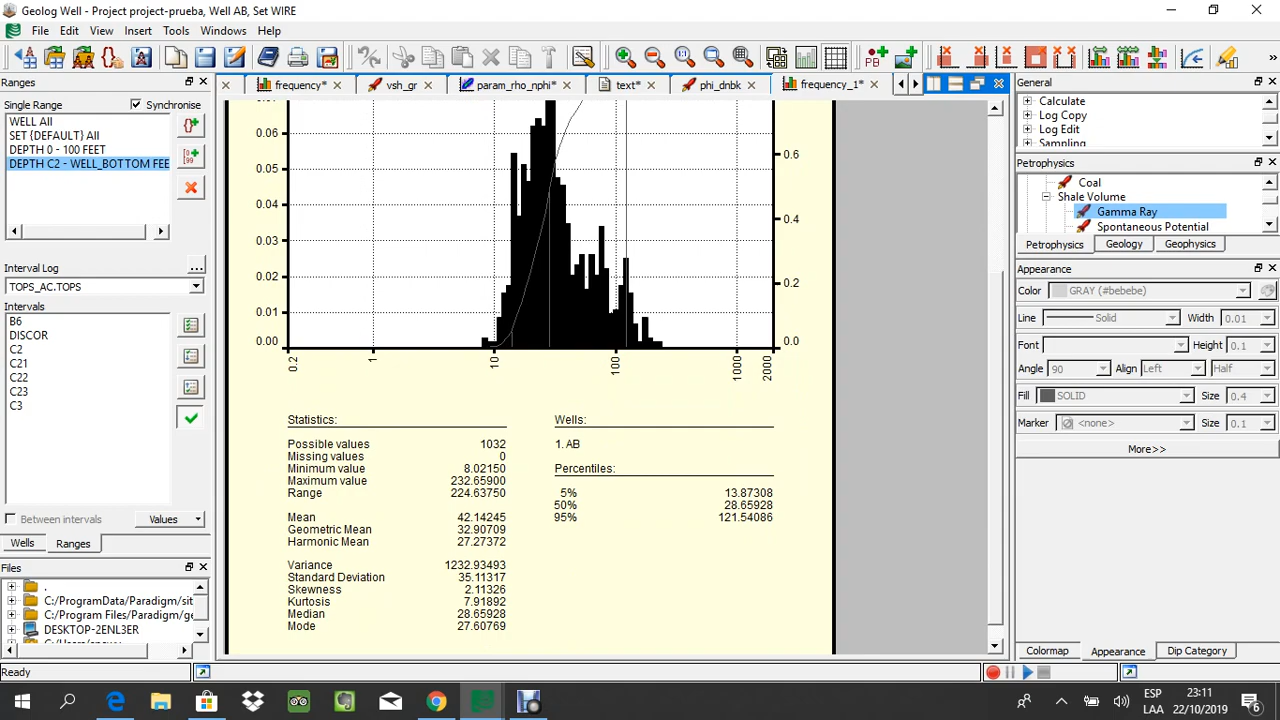 Geolog Well - Project project-prueba, Well AB, Set WIRE
File Edit View Insert Tools Windows Help
Ranges
frequency* vsh_gr param_rho_nphi* text* phi_dnbk frequency_1*
Single Range Synchronise
WELL All
SET {DEFAULT} All
DEPTH 0 - 100 FEET
DEPTH C2 - WELL_BOTTOM FEE
Interval Log
TOPS_AC.TOPS
Intervals
B6
DISCOR
C2
C21
C22
C23
C3
Between intervals Values
Wells Ranges
Files
.
C:/ProgramData/Paradigm/sit
C:/Program Files/Paradigm/ge
DESKTOP-2ENL3ER
Ready
0.06
0.05
0.04
0.03
0.02
0.01
0.00
0.6
0.4
0.2
0.0
0.2 1 10 100 1000 2000
Statistics:
Possible values 1032
Missing values 0
Minimum value 8.02150
Maximum value 232.65900
Range 224.63750
Mean 42.14245
Geometric Mean 32.90709
Harmonic Mean 27.27372
Variance 1232.93493
Standard Deviation 35.11317
Skewness 2.11326
Kurtosis 7.91892
Median 28.65928
Mode 27.60769
Wells:
1. AB
Percentiles:
5% 13.87308
50% 28.65928
95% 121.54086
General
Calculate
Log Copy
Log Edit
Sampling
Petrophysics
Coal
Shale Volume
Gamma Ray
Spontaneous Potential
Petrophysics Geology Geophysics
Appearance
Color GRAY (#bebebe)
Line Solid Width 0.01
Font Height 0.1
Angle 90 Align Left Half
Fill SOLID Size 0.4
Marker <none> Size 0.1
More>>
Colormap Appearance Dip Category
ESP
LAA
23:11
22/10/2019
6